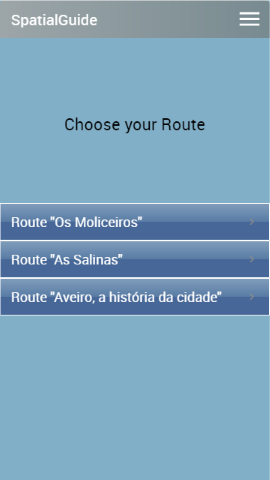 SpatialGuide
Choose your Route
Route "Os Moliceiros"
Route "As Salinas"
Route "Aveiro, a história da cidade"